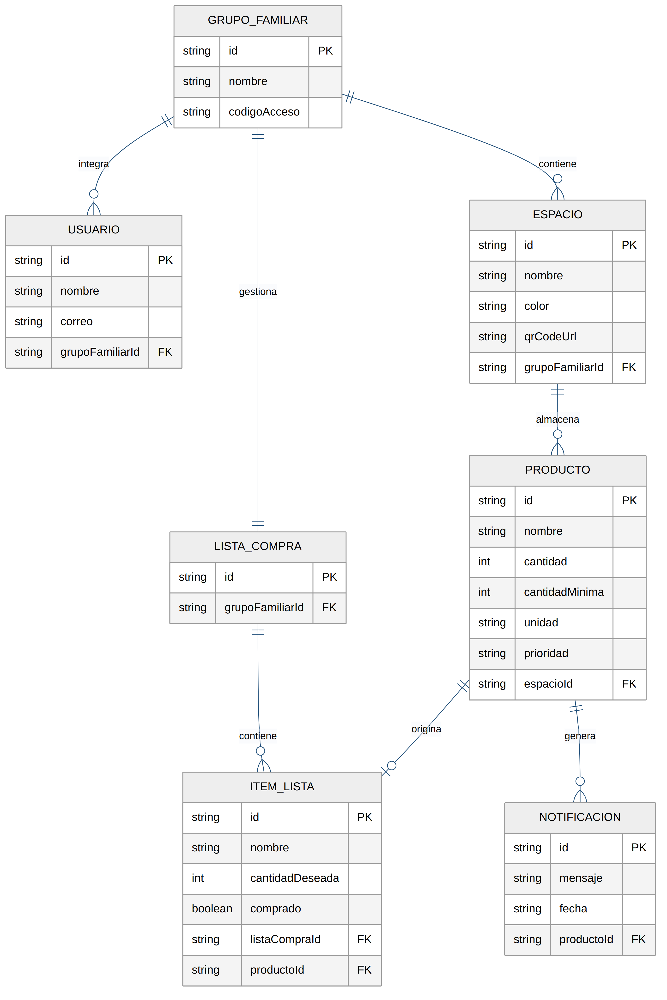 GRUPO_FAMILIAR
string id PK
string nombre
string codigoAcceso
integra
contiene
USUARIO
string id PK
string nombre
string correo
string grupoFamiliarId FK
gestiona
ESPACIO
string id PK
string nombre
string color
string qrCodeUrl
string grupoFamiliarId FK
almacena
PRODUCTO
string id PK
string nombre
int cantidad
int cantidadMinima
string unidad
string prioridad
string espacioId FK
LISTA_COMPRA
string id PK
string grupoFamiliarId FK
contiene
origina
genera
ITEM_LISTA
string id PK
string nombre
int cantidadDeseada
boolean comprado
string listaCompraId FK
string productoId FK
NOTIFICACION
string id PK
string mensaje
string fecha
string productoId FK